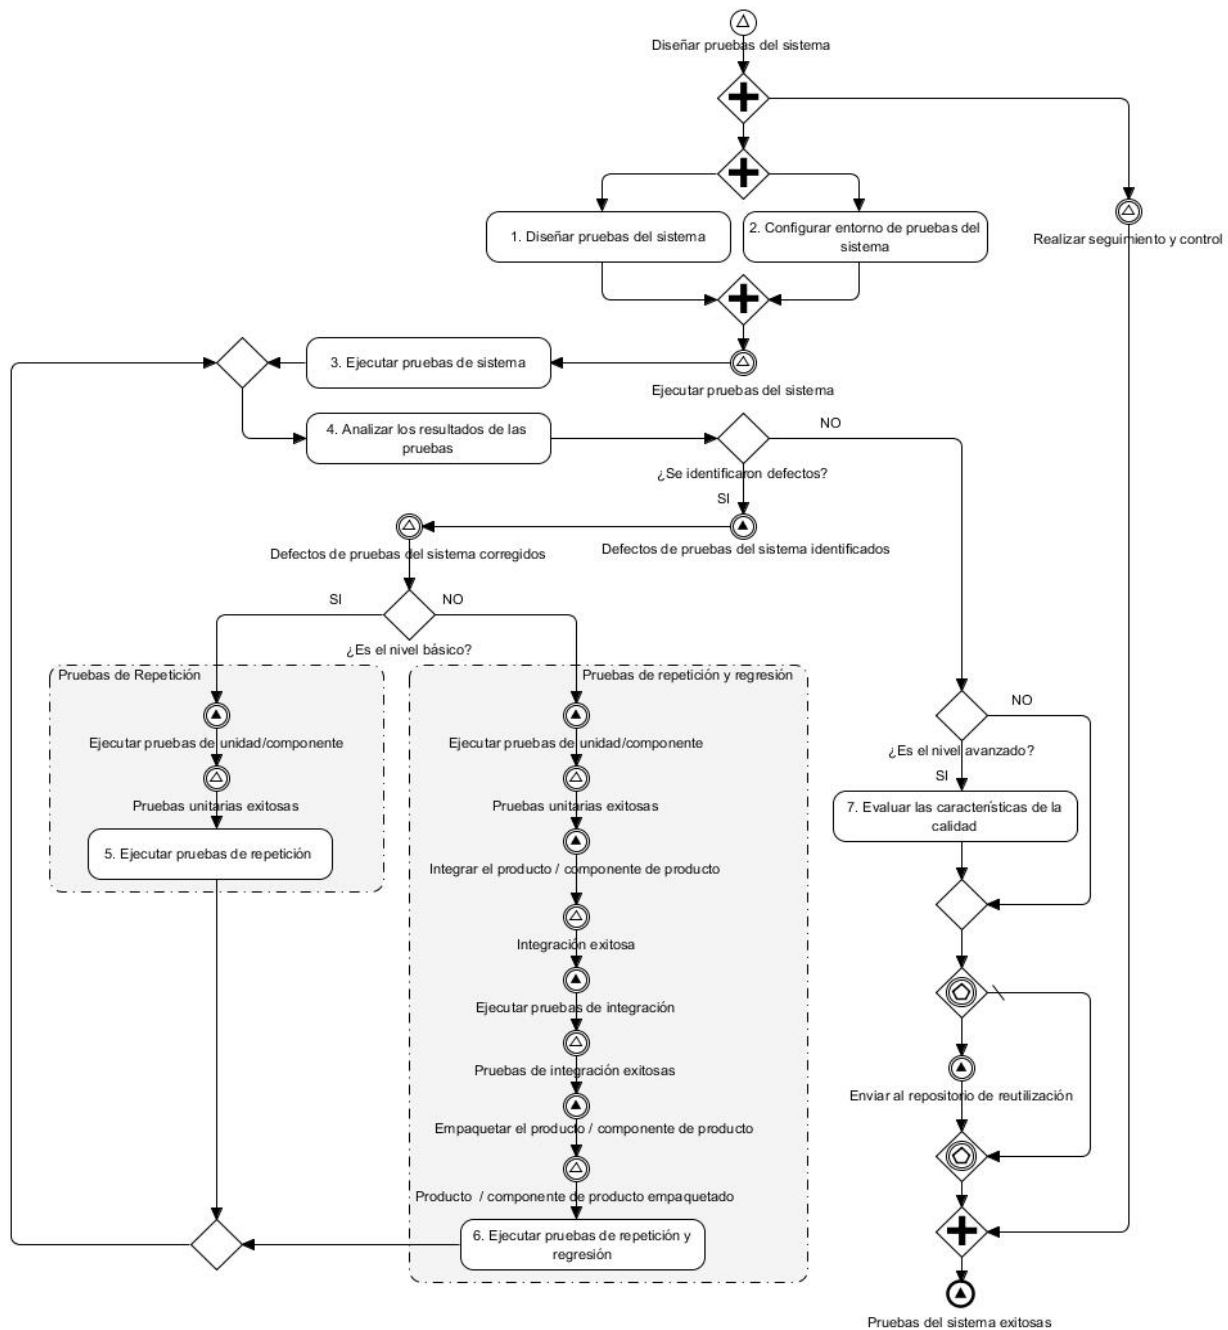 Diseñar pruebas del sistema
1. Diseñar pruebas del sistema
2. Configurar entorno de pruebas del
sistema
Realizar seguimiento y control
3. Ejecutar pruebas de sistema
Ejecutar pruebas del sistema
4. Analizar los resultados de las
pruebas
NO
¿Se identificaron defectos?
SI
Defectos de pruebas del sistema corregidos
Defectos de pruebas del sistema identificados
SI
NO
¿Es el nivel básico?
Pruebas de Repetición
Ejecutar pruebas de unidad/componente
Pruebas unitarias exitosas
5. Ejecutar pruebas de repetición
Pruebas de repetición y regresión
Ejecutar pruebas de unidad/componente
Pruebas unitarias exitosas
Integrar el producto / componente de producto
Integración exitosa
Ejecutar pruebas de integración
Pruebas de integración exitosas
Empaquetar el producto / componente de producto
Producto / componente de producto empaquetado
6. Ejecutar pruebas de repetición y
regresión
NO
¿Es el nivel avanzado?
SI
7. Evaluar las características de la
calidad
Enviar al repositorio de reutilización
Pruebas del sistema exitosas